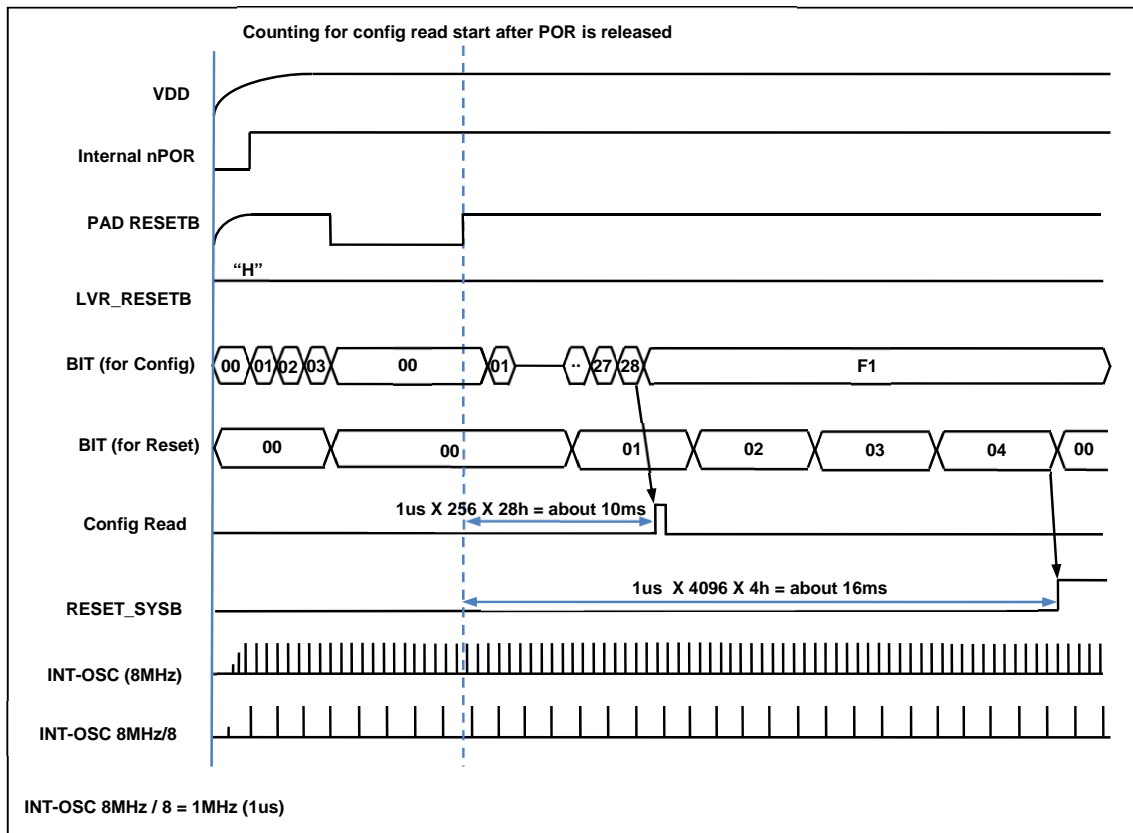 Counting for config read start after POR is released
VDD
Internal nPOR
PAD RESETB
“H”
LVR_RESETB
BIT (for Config) 00 01 02 03 00 01 ·· 27 28 F1
BIT (for Reset) 00 00 01 02 03 04 00
1us X 256 X 28h = about 10ms
Config Read
1us X 4096 X 4h = about 16ms
RESET_SYSB
INT-OSC (8MHz)
INT-OSC 8MHz/8
INT-OSC 8MHz / 8 = 1MHz (1us)